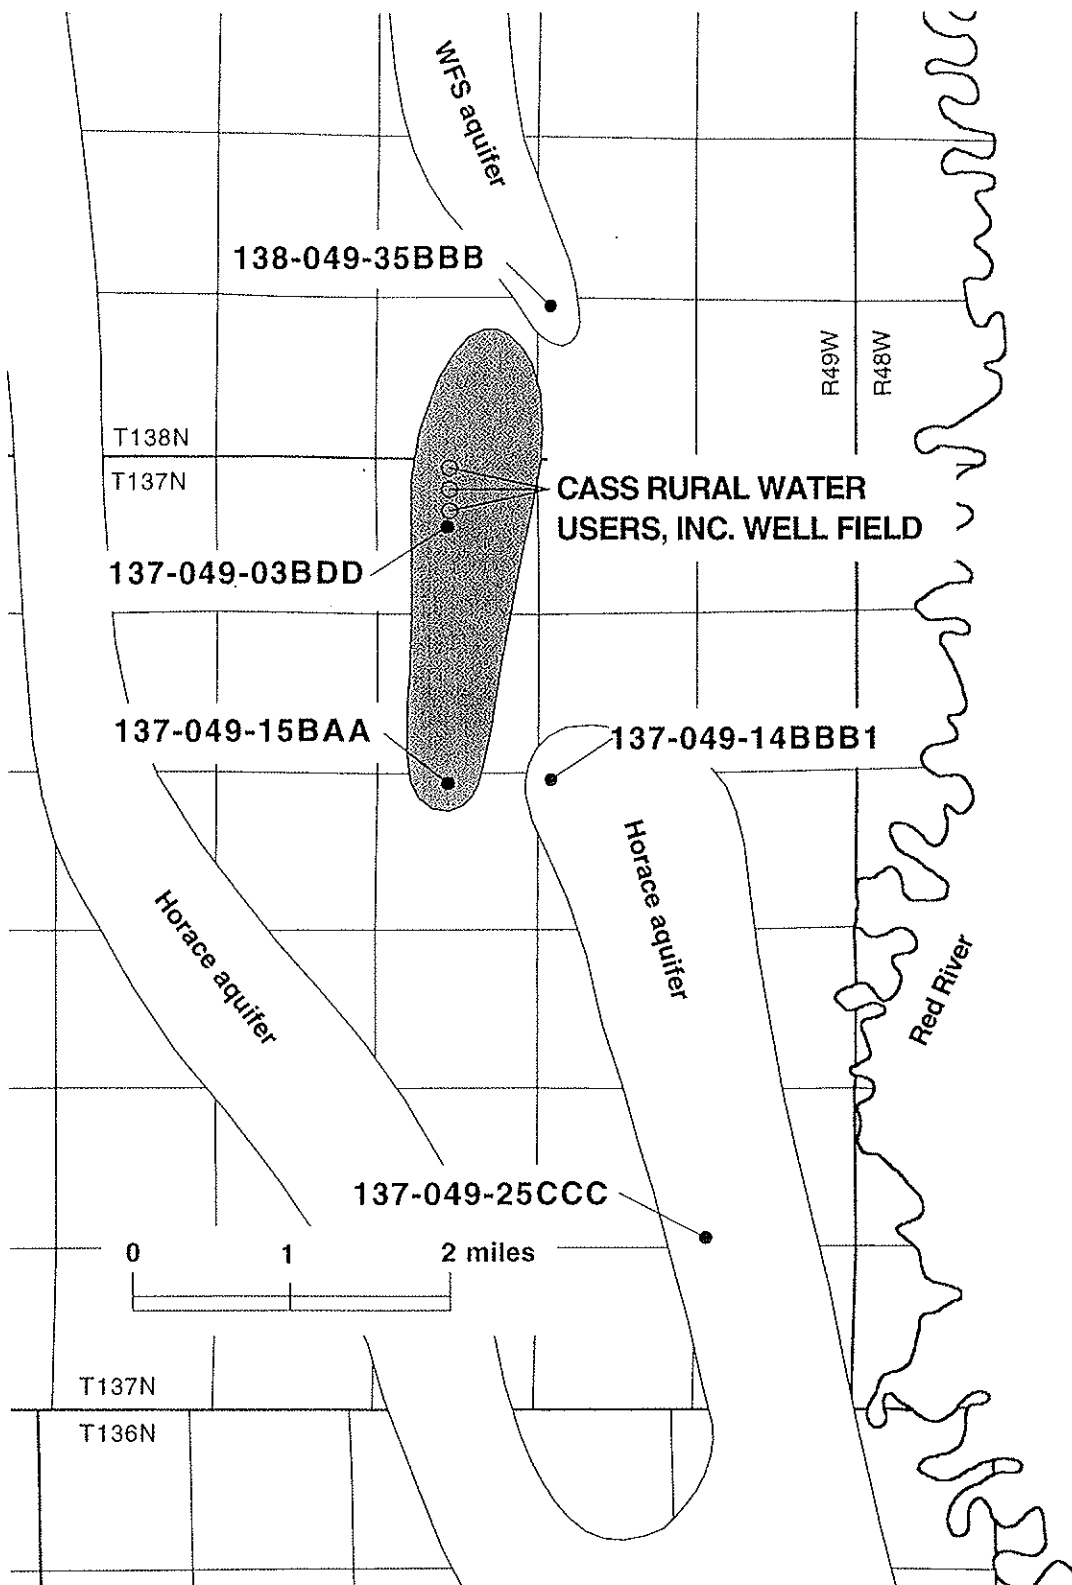 WFS aquifer
138-049-35BBB
R49W
R48W
T138N
T137N
CASS RURAL WATER
USERS, INC. WELL FIELD
137-049-03BDD
137-049-15BAA
137-049-14BBB1
Horace aquifer
Horace aquifer
Red River
137-049-25CCC
0 1 2 miles
T137N
T136N